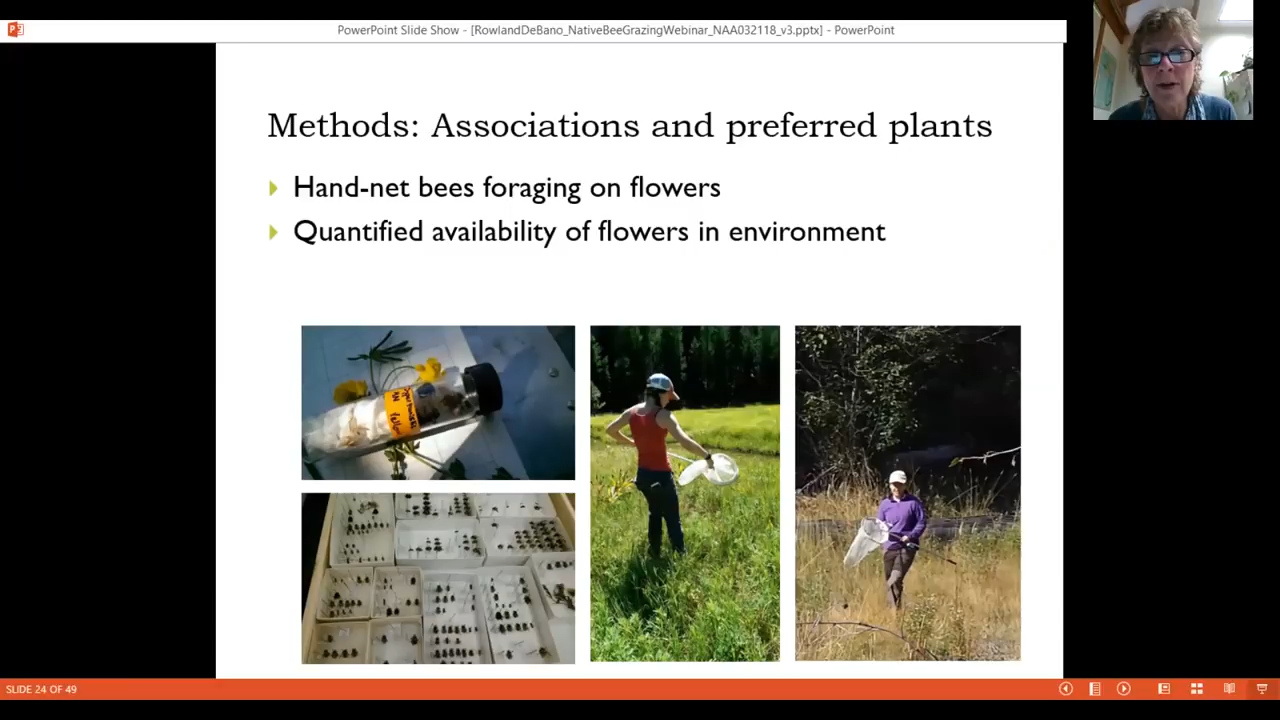 PowerPoint Slide Show - [RowlandDeBano_NativeBeeGrazingWebinar_NAA032118_v3.pptx] - PowerPoint
Methods: Associations and preferred plants
Hand-net bees foraging on flowers
Quantified availability of flowers in environment
SLIDE 24 OF 49